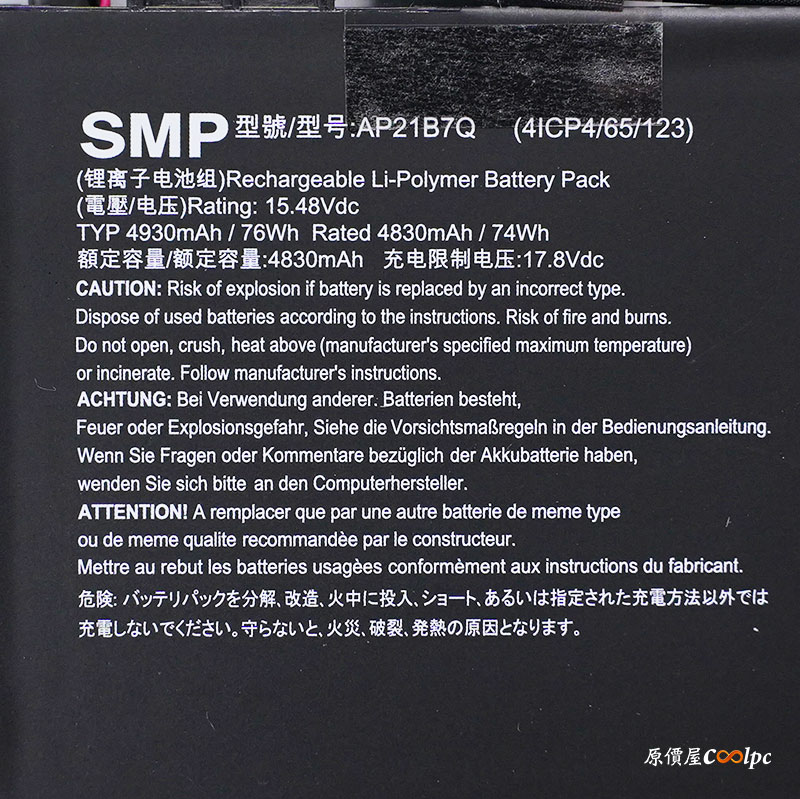 SMP 型號/型号:AP21B7Q (4ICP4/65/123)
(锂离子电池组)Rechargeable Li-Polymer Battery Pack
(電壓/电压)Rating: 15.48Vdc
TYP 4930mAh / 76Wh Rated 4830mAh / 74Wh
額定容量/额定容量:4830mAh 充电限制电压:17.8Vdc
CAUTION: Risk of explosion if battery is replaced by an incorrect type.
Dispose of used batteries according to the instructions. Risk of fire and burns.
Do not open, crush, heat above (manufacturer's specified maximum temperature)
or incinerate. Follow manufacturer's instructions.
ACHTUNG: Bei Verwendung anderer. Batterien besteht,
Feuer oder Explosionsgefahr, Siehe die Vorsichtsmaßregeln in der Bedienungsanleitung.
Wenn Sie Fragen oder Kommentare bezüglich der Akkubatterie haben,
wenden Sie sich bitte an den Computerhersteller.
ATTENTION! A remplacer que par une autre batterie de meme type
ou de meme qualite recommandèe par le constructeur.
Mettre au rebut les batteries usagèes conformèment aux instructions du fabricant.
危険: バッテリパックを分解、改造、火中に投入、ショート、あるいは指定された充電方法以外では
充電しないでください。守らないと、火災、破裂、発熱の原因となります。
原價屋coolpc